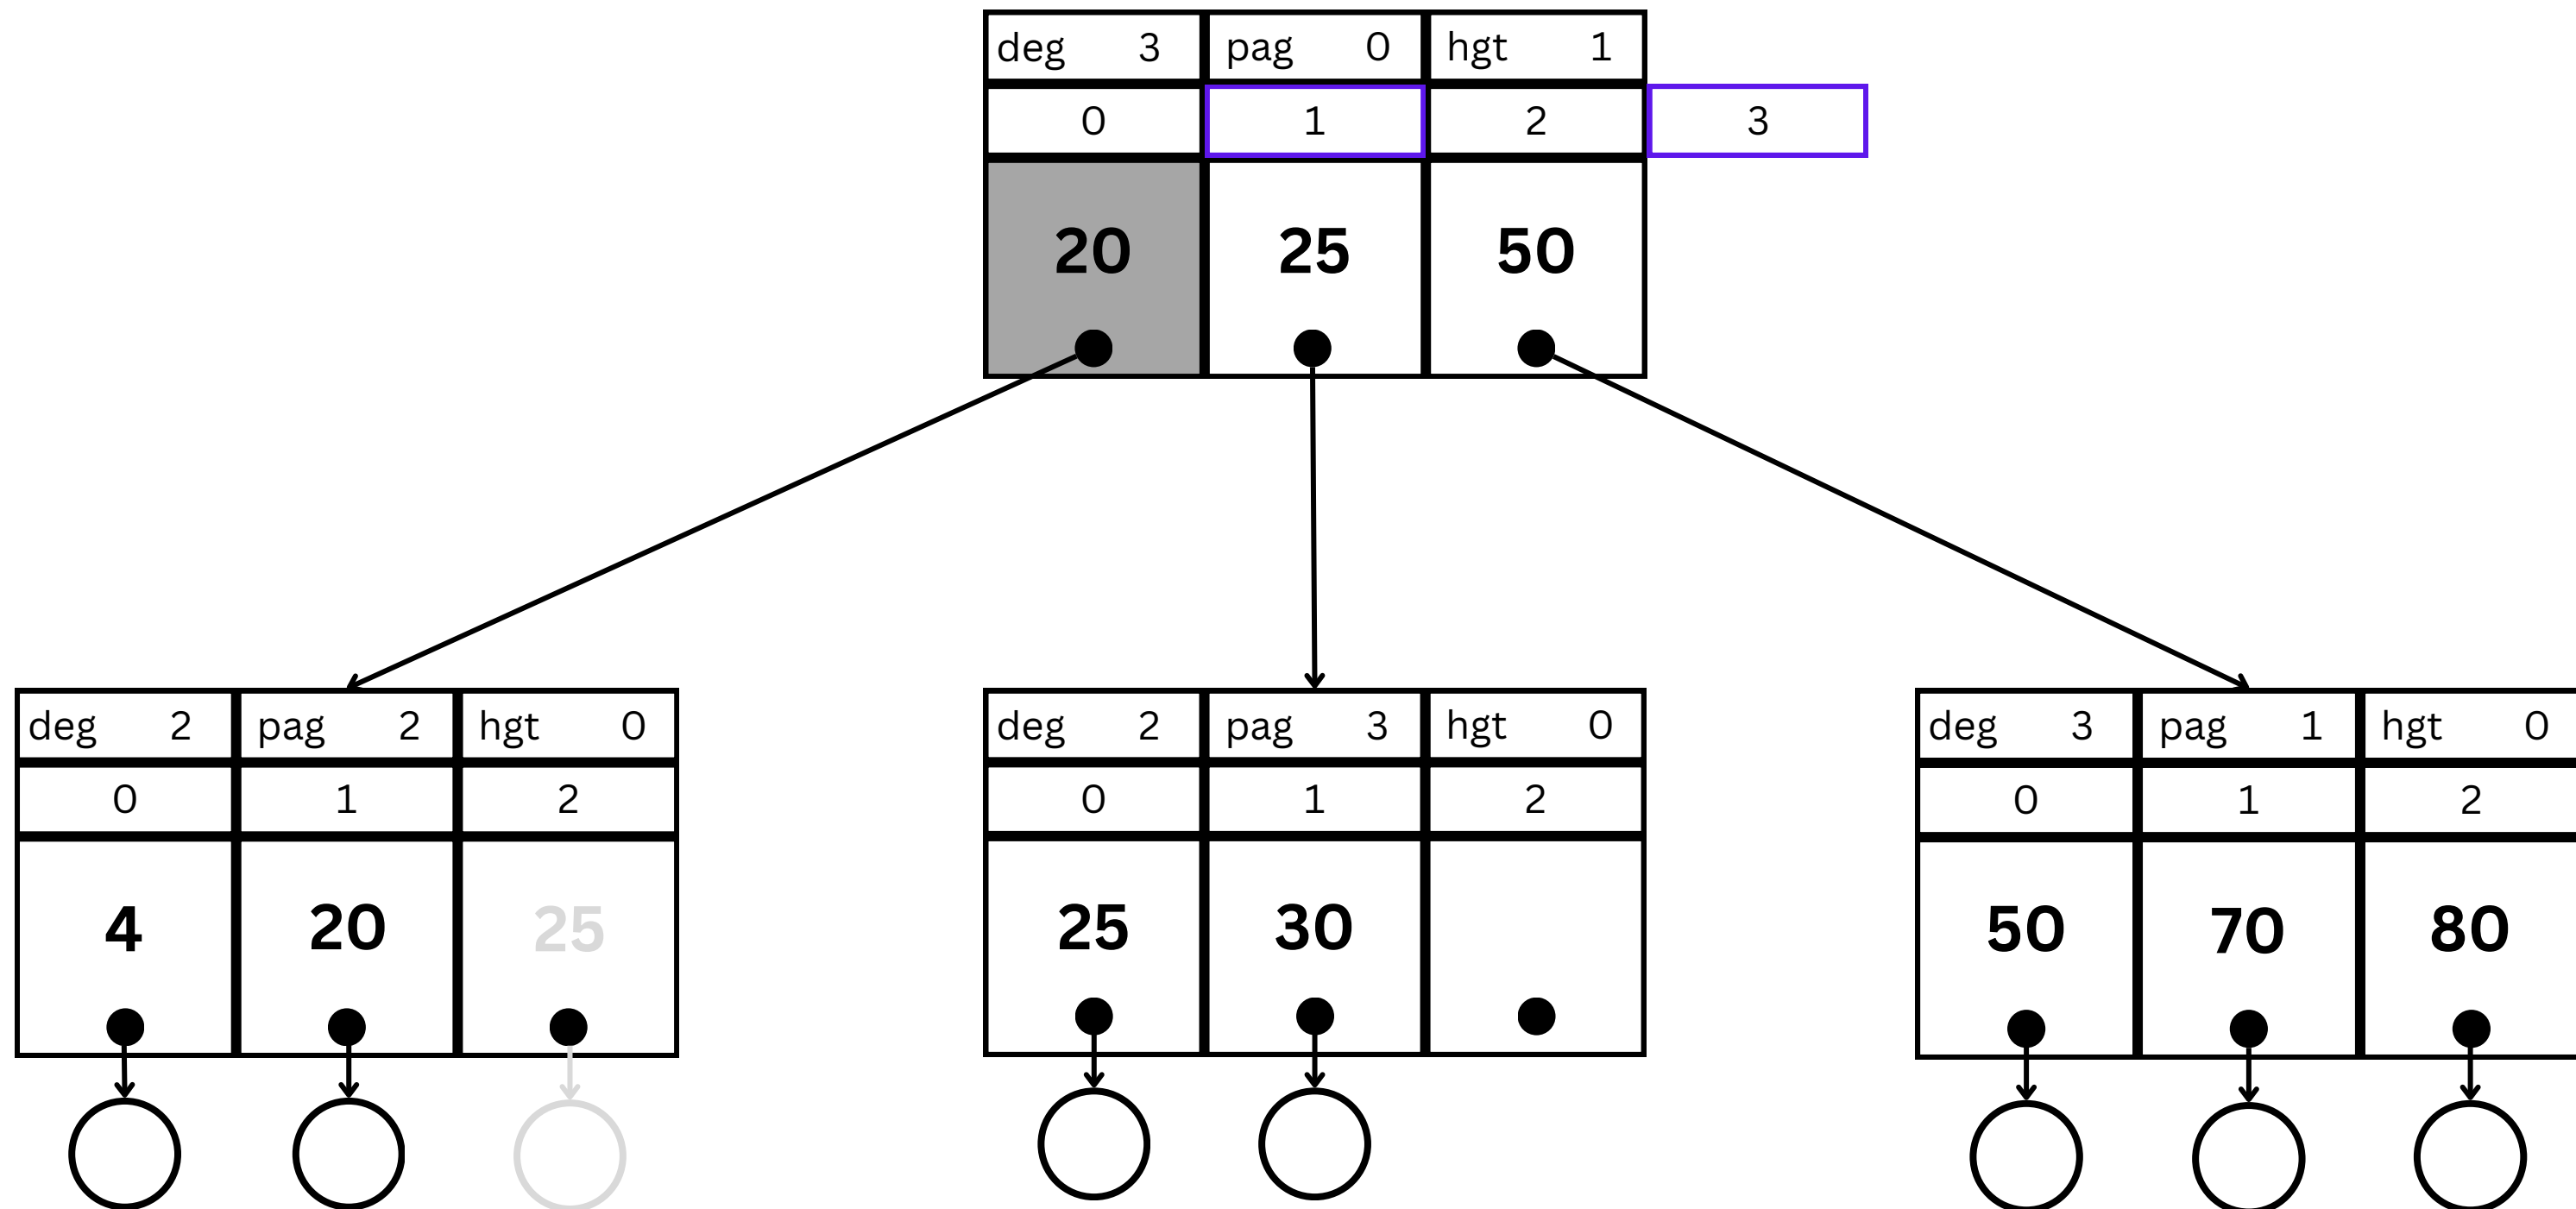 deg 3 pag 0 hgt 1
0 1 2 3
20 25 50
deg 2 pag 2 hgt 0
0 1 2
4 20 25
deg 2 pag 3 hgt 0
0 1 2
25 30
deg 3 pag 1 hgt 0
0 1 2
50 70 80